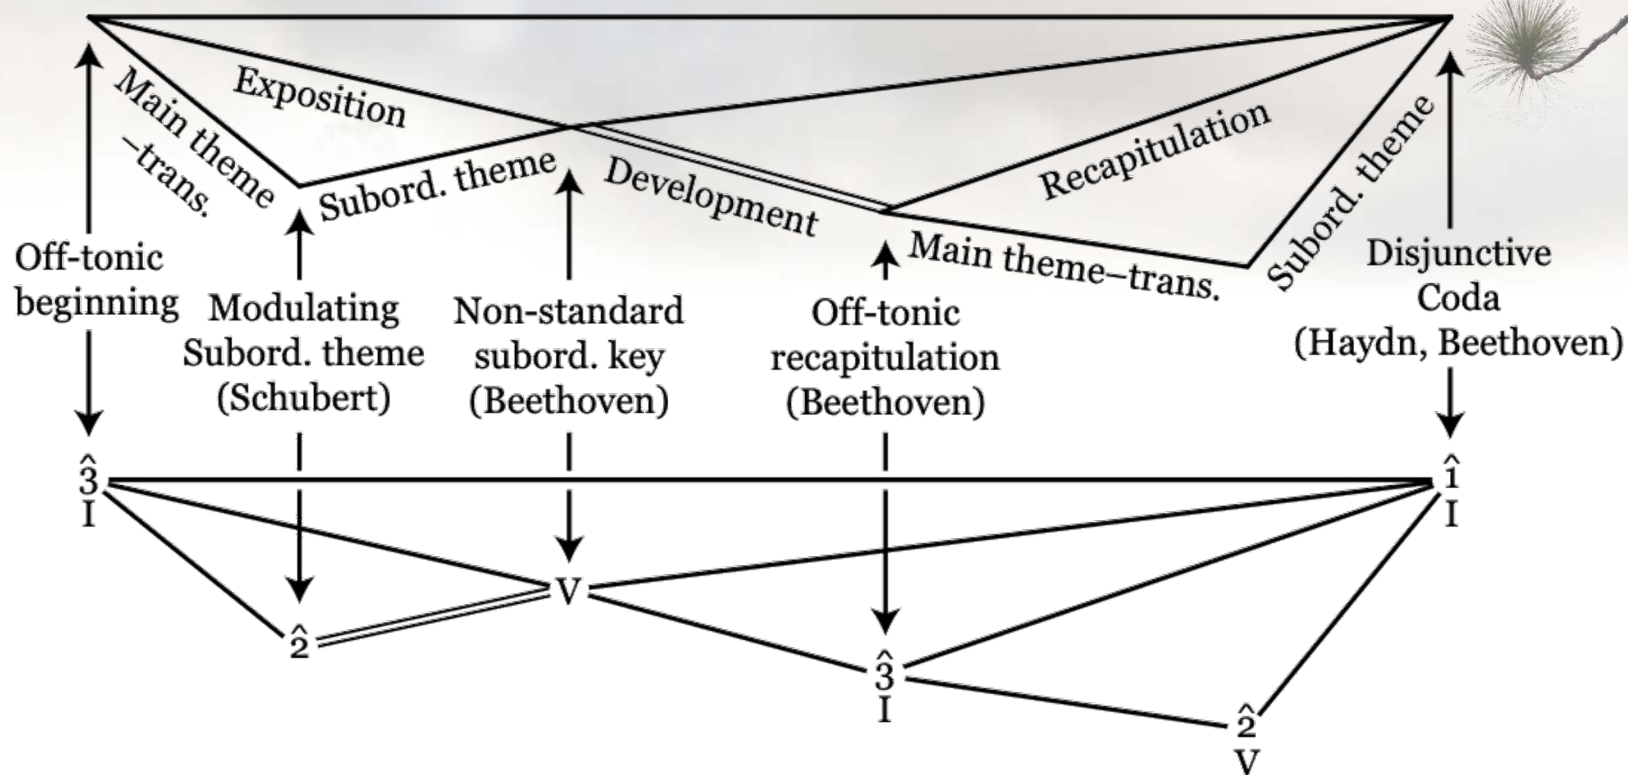 Exposition
Main theme
–trans.
Subord. theme
Development
Recapitulation
Main theme–trans.
Subord. theme
Off-tonic
beginning
Modulating
Subord. theme
(Schubert)
Non-standard
subord. key
(Beethoven)
Off-tonic
recapitulation
(Beethoven)
Disjunctive
Coda
(Haydn, Beethoven)
3̂
I
1̂
I
V
2̂
3̂
I
2̂
V